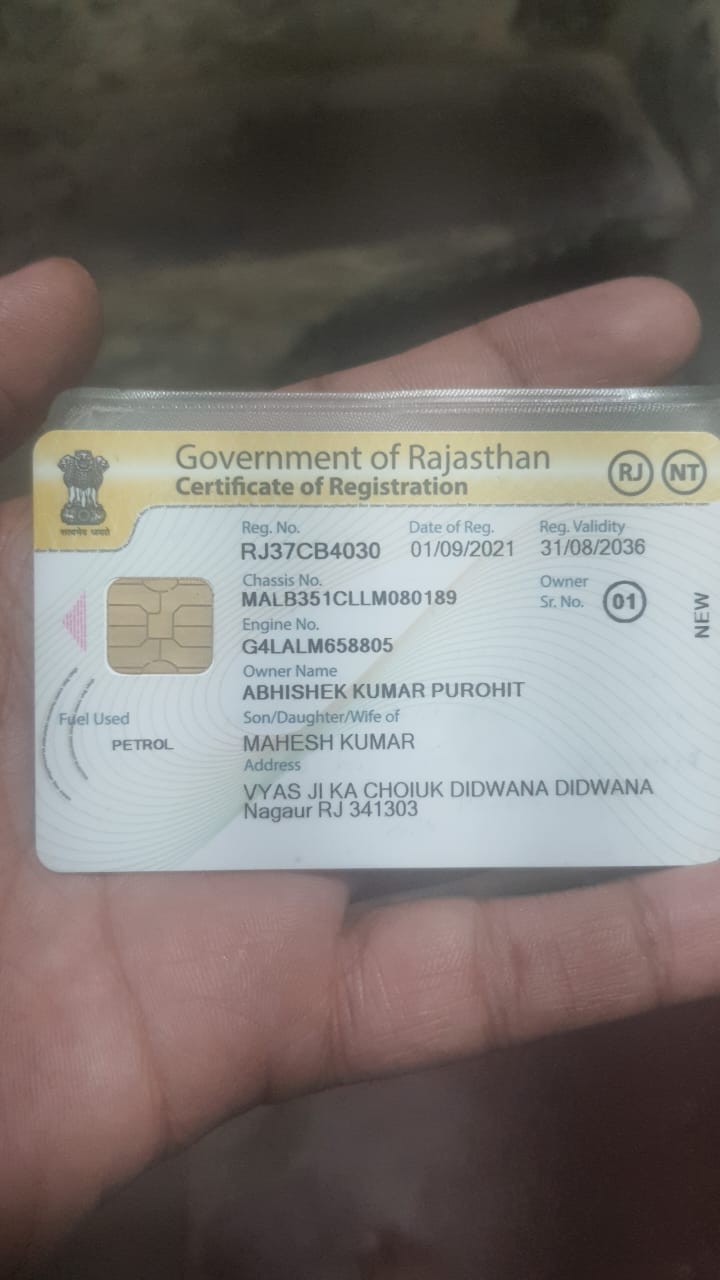 Government of Rajasthan
Certificate of Registration
RJ NT
सत्यमेव जयते
Reg. No. Date of Reg. Reg. Validity
RJ37CB4030 01/09/2021 31/08/2036
Chassis No.
MALB351CLLM080189
Owner
Sr. No. 01
NEW
Engine No.
G4LALM658805
Owner Name
ABHISHEK KUMAR PUROHIT
Fuel Used
PETROL
Son/Daughter/Wife of
MAHESH KUMAR
Address
VYAS JI KA CHOIUK DIDWANA DIDWANA
Nagaur RJ 341303